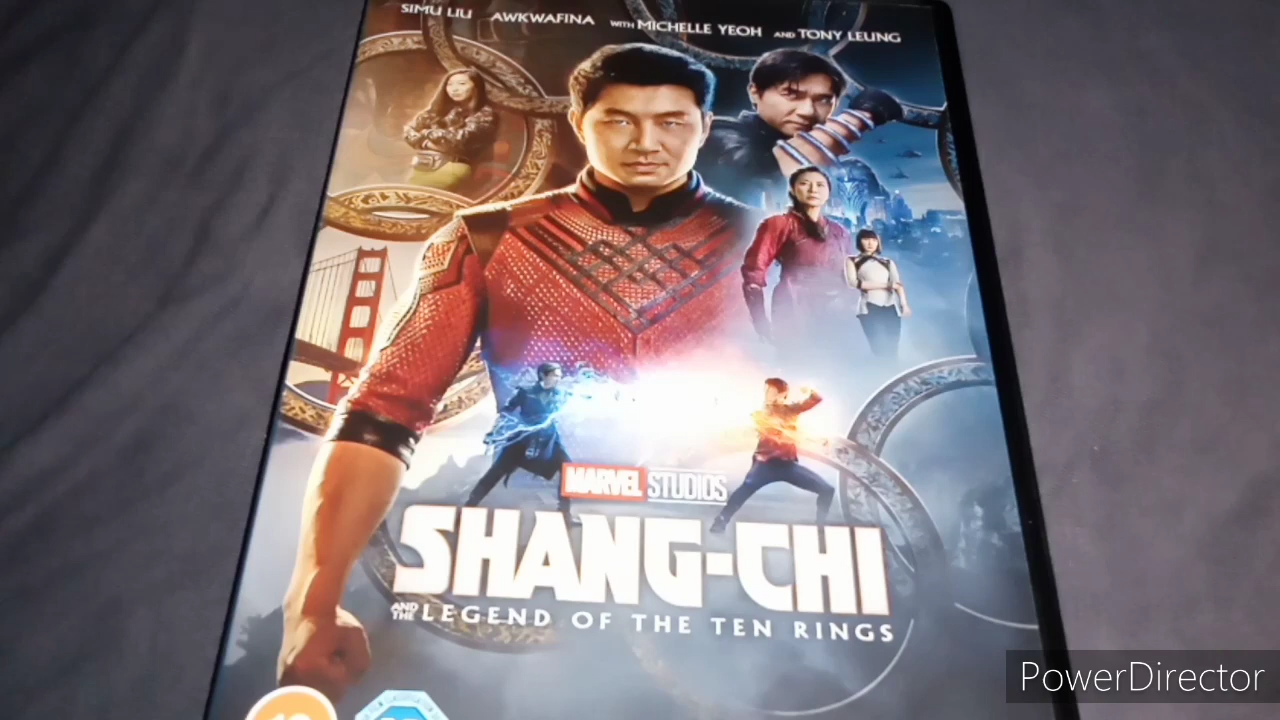 SIMU LIU AWKWAFINA WITH MICHELLE YEOH AND TONY LEUNG
MARVEL STUDIOS
SHANG-CHI
AND THE LEGEND OF THE TEN RINGS
PowerDirector